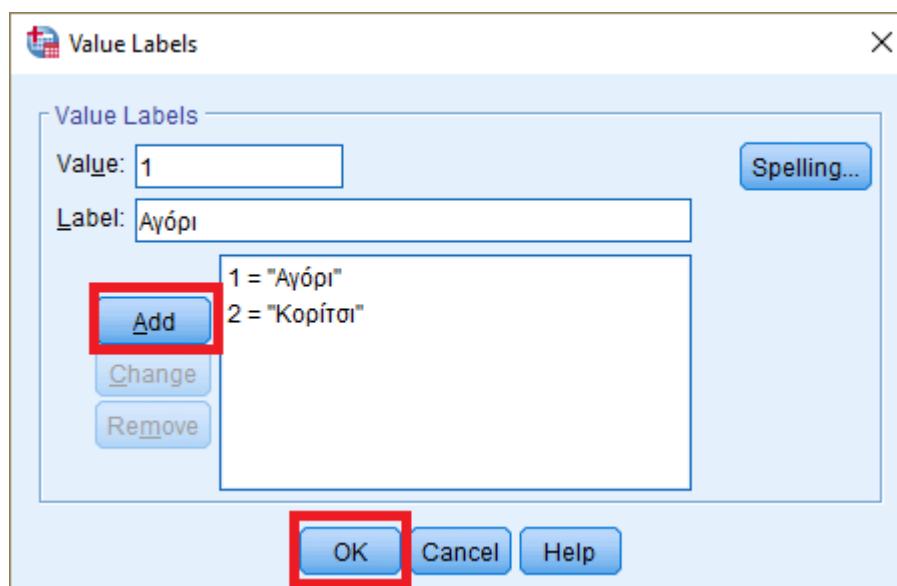 Value Labels
Value Labels
Value: 1
Spelling...
Label: Αγόρι
1 = "Αγόρι"
Add
2 = "Κορίτσι"
Change
Remove
OK Cancel Help